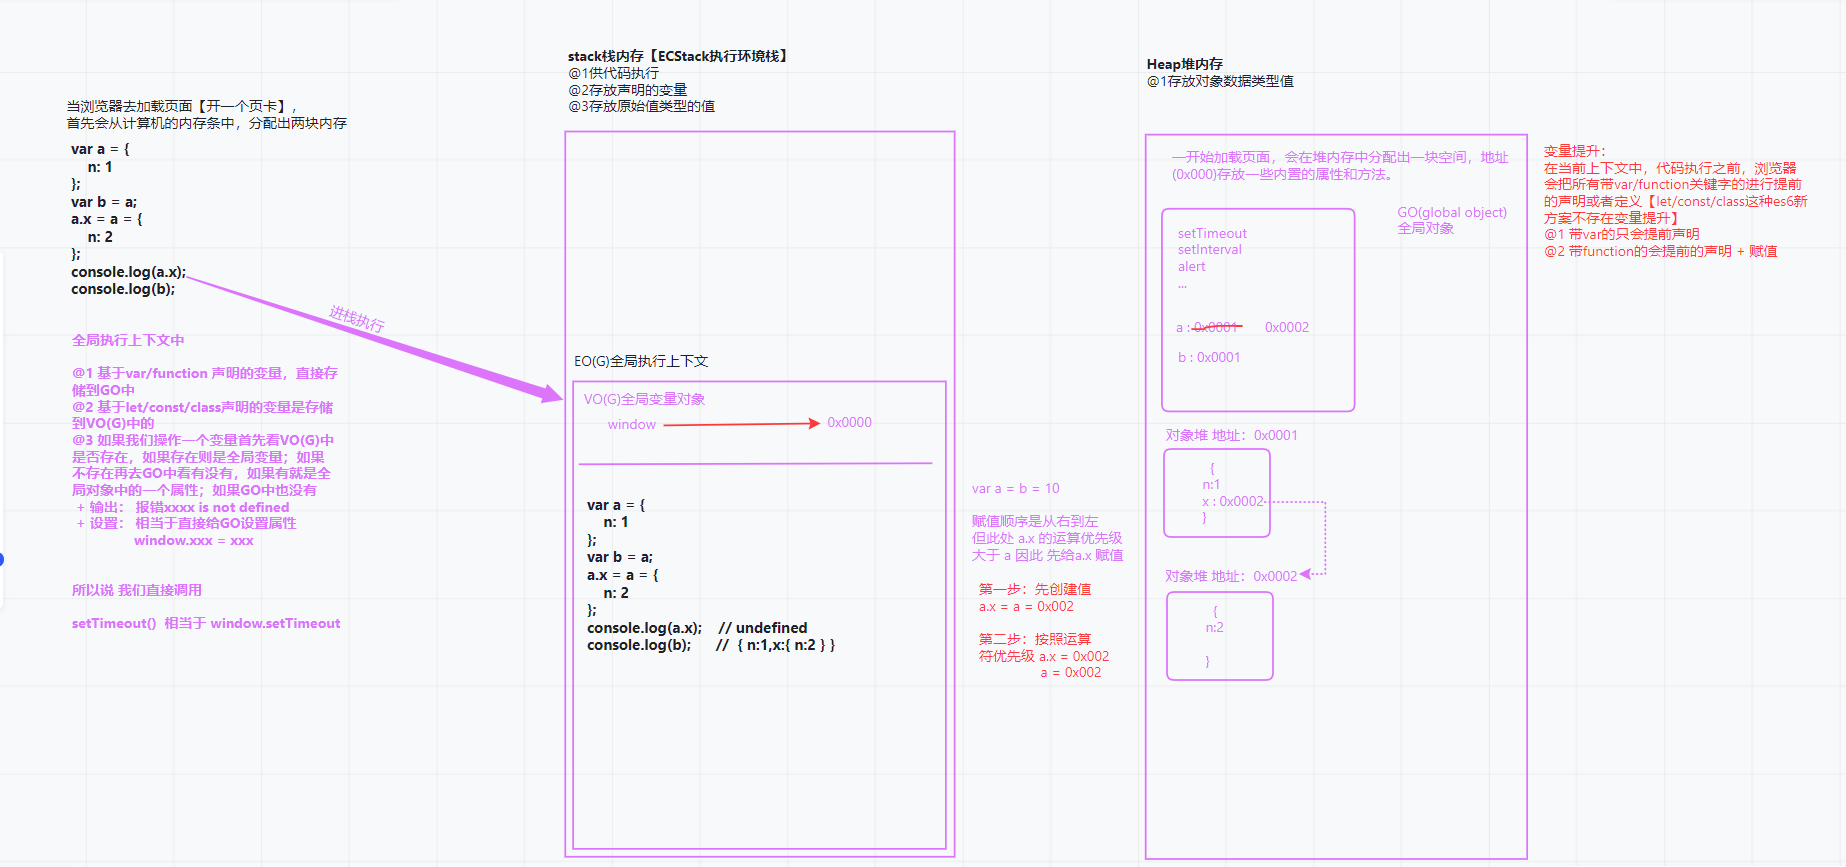 当浏览器去加载页面【开一个页卡】，
首先会从计算机的内存条中，分配出两块内存
var a = {
n: 1
};
var b = a;
a.x = a = {
n: 2
};
console.log(a.x);
console.log(b);
全局执行上下文中
@1 基于var/function 声明的变量，直接存
储到GO中
@2 基于let/const/class声明的变量是存储
到VO(G)中的
@3 如果我们操作一个变量首先看VO(G)中
是否存在，如果存在则是全局变量；如果
不存在再去GO中看有没有，如果有就是全
局对象中的一个属性；如果GO中也没有
+ 输出： 报错xxxx is not defined
+ 设置： 相当于直接给GO设置属性
window.xxx = xxx
所以说 我们直接调用
setTimeout() 相当于 window.setTimeout
进栈执行
stack栈内存【ECStack执行环境栈】
@1供代码执行
@2存放声明的变量
@3存放原始值类型的值
EO(G)全局执行上下文
VO(G)全局变量对象
window 0x0000
var a = {
n: 1
};
var b = a;
a.x = a = {
n: 2
};
console.log(a.x); // undefined
console.log(b); // { n:1,x:{ n:2 } }
var a = b = 10
赋值顺序是从右到左
但此处 a.x 的运算优先级
大于 a 因此 先给a.x 赋值
第一步：先创建值
a.x = a = 0x002
第二步：按照运算
符优先级 a.x = 0x002
a = 0x002
Heap堆内存
@1存放对象数据类型值
一开始加载页面，会在堆内存中分配出一块空间，地址
(0x000)存放一些内置的属性和方法。
GO(global object)
全局对象
setTimeout
setInterval
alert
...
a : 0x0001 0x0002
b : 0x0001
对象堆 地址：0x0001
{
n:1
x : 0x0002
}
对象堆 地址：0x0002
{
n:2
}
变量提升：
在当前上下文中，代码执行之前，浏览器
会把所有带var/function关键字的进行提前
的声明或者定义【let/const/class这种es6新
方案不存在变量提升】
@1 带var的只会提前声明
@2 带function的会提前的声明 + 赋值